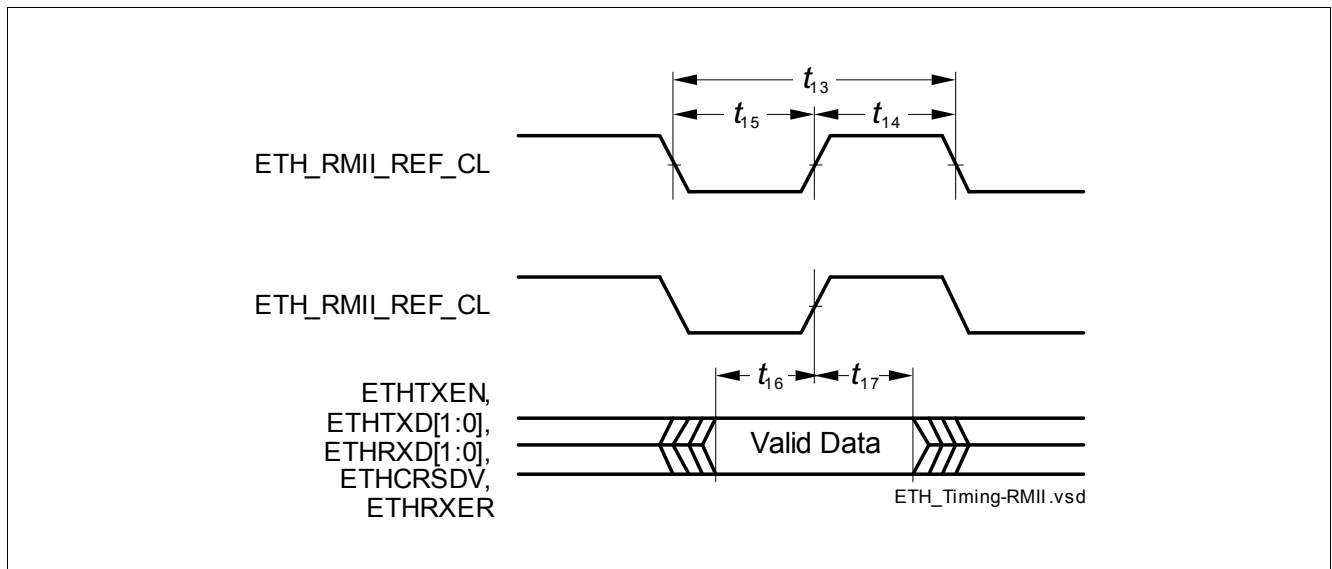 t13
t15
t14
ETH_RMII_REF_CL
ETH_RMII_REF_CL
t16
t17
ETHTXEN,
ETHTXD[1:0],
ETHRXD[1:0],
ETHCRSDV,
ETHRXER
Valid Data
ETH_Timing-RMII.vsd